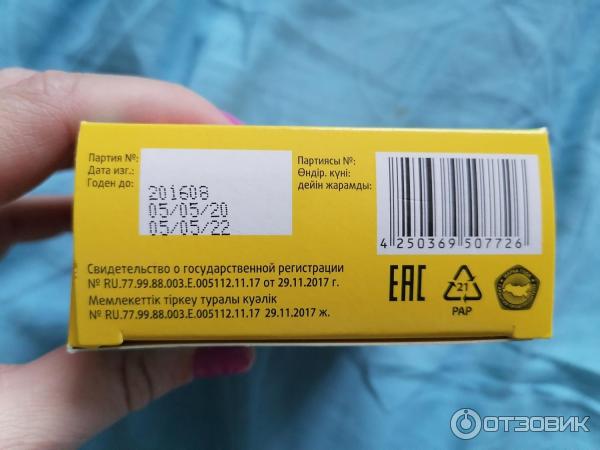 Партия №:
Дата изг.:
Годен до:
201608
05/05/20
05/05/22
Партиясы №:
Өндір. күні:
дейін жарамды:
4 250369 507726
Свидетельство о государственной регистрации
№ RU.77.99.88.003.Е.005112.11.17 от 29.11.2017 г.
Мемлекеттік тіркеу туралы куәлік
№ RU.77.99.88.003.Е.005112.11.17 29.11.2017 ж.
EAC
21
PAP
ОТЗОВИК